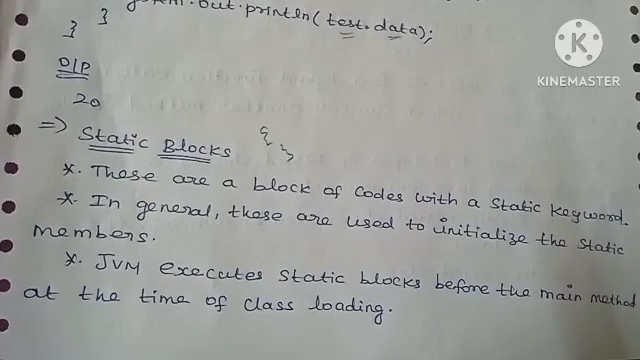 System.out.println(test.data);
}
}
O/P
20
=> Static Blocks { }
*. These are a block of codes with a static keyword.
*. In general, these are used to initialize the static
members.
*. JVM executes static blocks before the main method
at the time of class loading.
K
KINEMASTER